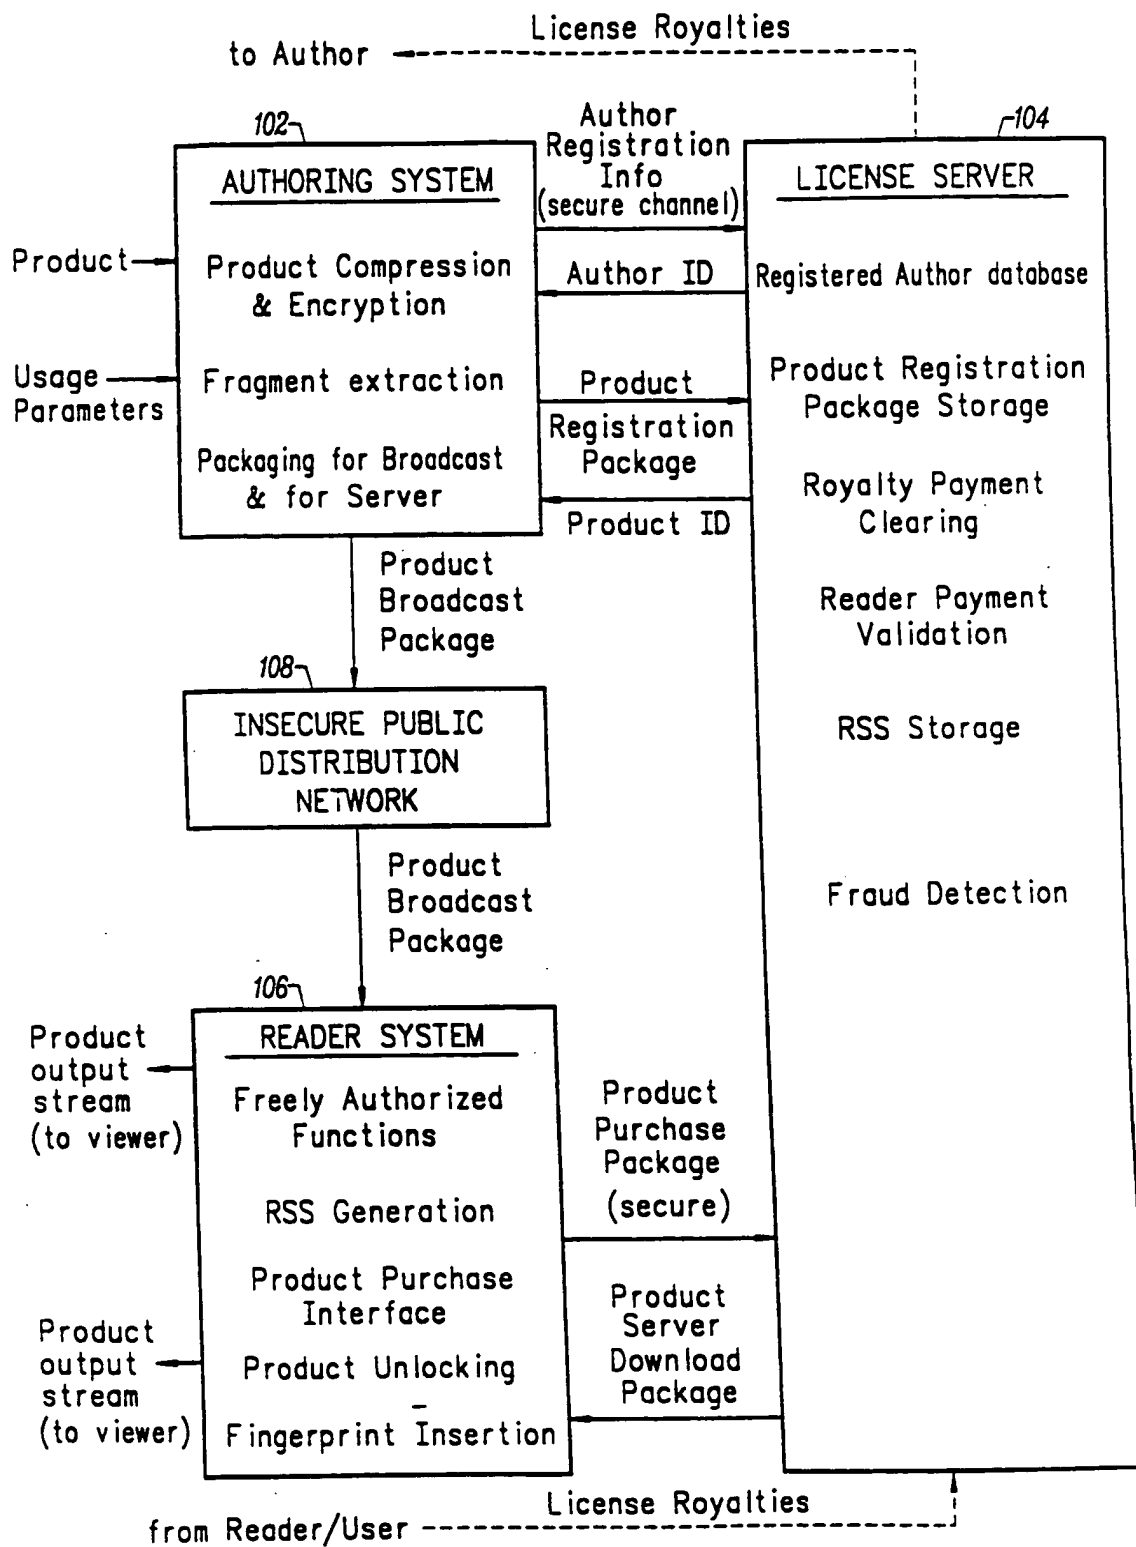 License Royalties
to Author
102
Author
Registration
Info
(secure channel)
104
AUTHORING SYSTEM
LICENSE SERVER
Product
Product Compression
& Encryption
Author ID
Registered Author database
Usage
Parameters
Fragment extraction
Product
Registration
Package
Product Registration
Package Storage
Packaging for Broadcast
& for Server
Product ID
Royalty Payment
Clearing
Product
Broadcast
Package
Reader Payment
Validation
108
INSECURE PUBLIC
DISTRIBUTION
NETWORK
RSS Storage
Product
Broadcast
Package
Fraud Detection
106
READER SYSTEM
Product
output
stream
(to viewer)
Freely Authorized
Functions
Product
Purchase
Package
(secure)
RSS Generation
Product Purchase
Interface
Product
Server
Download
Package
Product
output
stream
(to viewer)
Product Unlocking
Fingerprint Insertion
License Royalties
from Reader/User